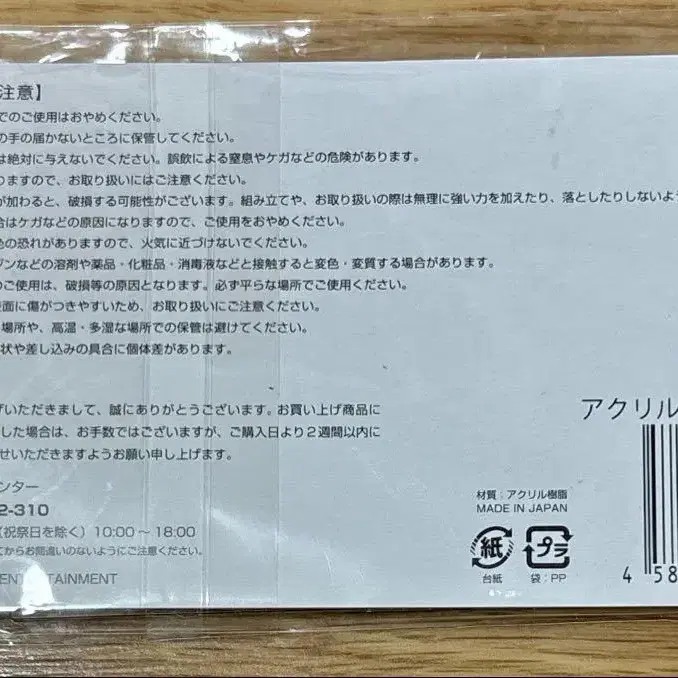 注意】
でのご使用はおやめください。
の手の届かないところに保管してください。
は絶対に与えないでください。誤飲による窒息やケガなどの危険があります。
りますので、お取り扱いにはご注意ください。
が加わると、破損する可能性がございます。組み立てや、お取り扱いの際は無理に強い力を加えたり、落としたりしないよう
合はケガなどの原因になりますので、ご使用をおやめください。
色の恐れがありますので、火気に近づけないでください。
ジンなどの溶剤や薬品・化粧品・消毒液などと接触すると変色・変質する場合があります。
のご使用は、破損等の原因となります。必ず平らな場所でご使用ください。
表面に傷がつきやすいため、お取り扱いにご注意ください。
場所や、高温・多湿な場所での保管は避けてください。
状や差し込みの具合に個体差があります。
げいただきまして、誠にありがとうございます。お買い上げ商品に
した場合は、お手数ではございますが、ご購入日より2週間以内に
せいただきますようお願い申し上げます。
ンター
2-310
(祝祭日を除く) 10:00～18:00
てからお間違いのないようにご注意ください。
ENTERTAINMENT
アクリル
材質:アクリル樹脂
MADE IN JAPAN
紙
プラ
台紙
袋:PP
4 58